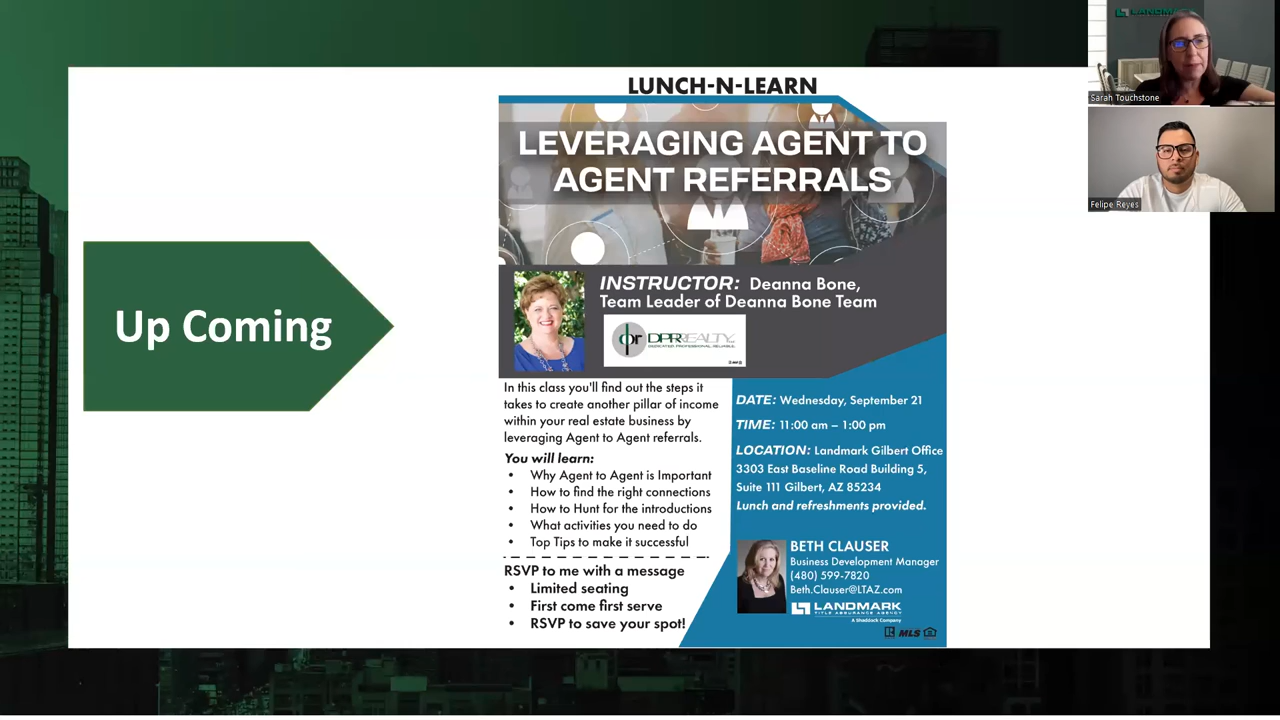 LANDMARK
Sarah Touchstone
Felipe Reyes
Up Coming
LUNCH-N-LEARN
LEVERAGING AGENT TO
AGENT REFERRALS
INSTRUCTOR: Deanna Bone,
Team Leader of Deanna Bone Team
DPR REALTY LLC
DEDICATED. PROFESSIONAL. RELIABLE.
In this class you'll find out the steps it
takes to create another pillar of income
within your real estate business by
leveraging Agent to Agent referrals.
You will learn:
• Why Agent to Agent is Important
• How to find the right connections
• How to Hunt for the introductions
• What activities you need to do
• Top Tips to make it successful
RSVP to me with a message
• Limited seating
• First come first serve
• RSVP to save your spot!
DATE: Wednesday, September 21
TIME: 11:00 am – 1:00 pm
LOCATION: Landmark Gilbert Office
3303 East Baseline Road Building 5,
Suite 111 Gilbert, AZ 85234
Lunch and refreshments provided.
BETH CLAUSER
Business Development Manager
(480) 599-7820
Beth.Clauser@LTAZ.com
LANDMARK
TITLE ASSURANCE AGENCY
A Shaddock Company
MLS